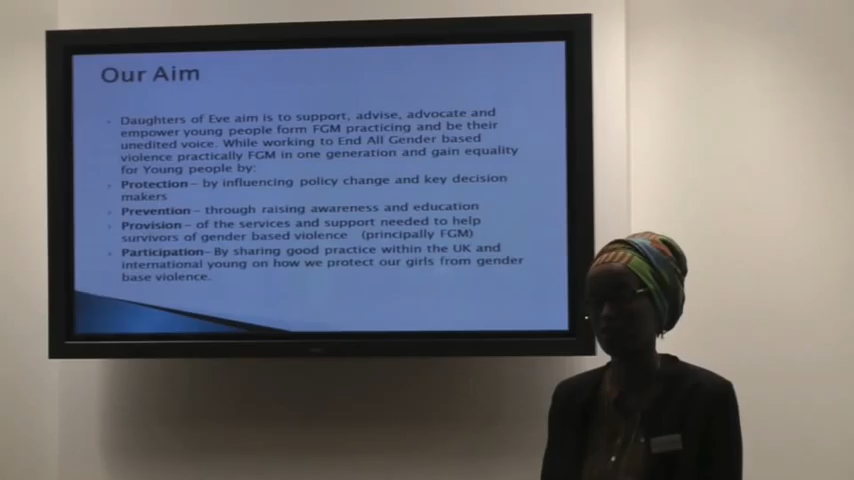 Our Aim
Daughters of Eve aim is to support, advise, advocate and
empower young people form FGM practicing and be their
unedited voice. While working to End All Gender based
violence practically FGM in one generation and gain equality
for Young people by:
Protection – by influencing policy change and key decision
makers
Prevention – through raising awareness and education
Provision – of the services and support needed to help
survivors of gender based violence (principally FGM)
Participation– By sharing good practice within the UK and
international young on how we protect our girls from gender
base violence.